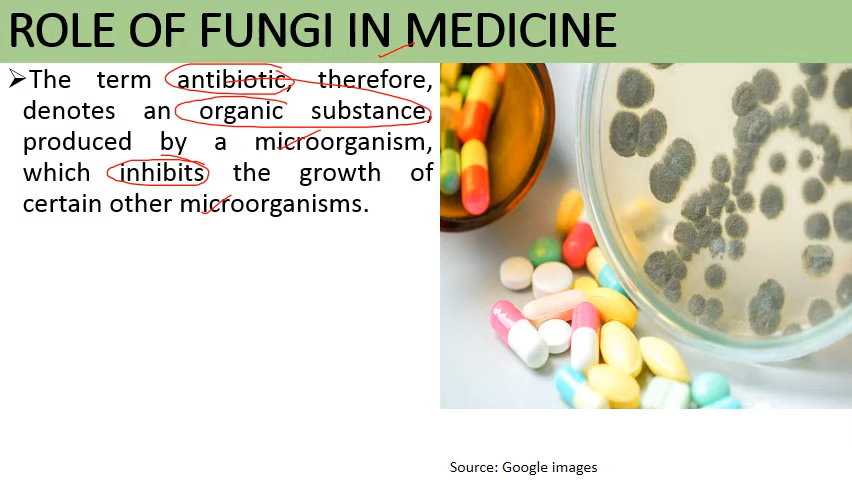 ROLE OF FUNGI IN MEDICINE
➢The term antibiotic, therefore,
denotes an organic substance,
produced by a microorganism,
which inhibits the growth of
certain other microorganisms.
Source: Google images